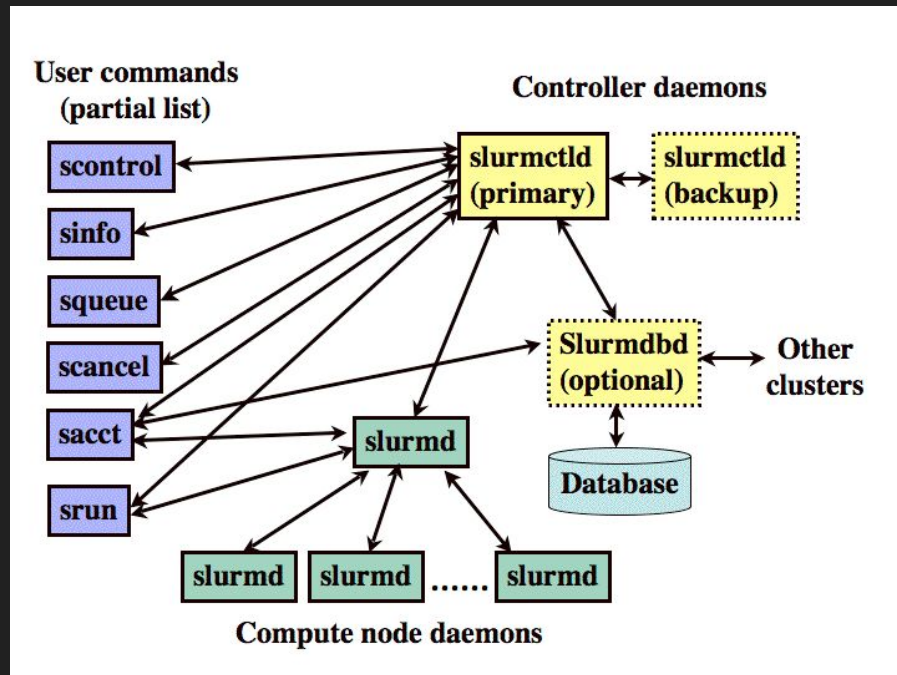 User commands
(partial list)
Controller daemons
scontrol
sinfo
squeue
scancel
sacct
srun
slurmctld
(primary)
slurmctld
(backup)
Slurmdbd
(optional)
Other
clusters
slurmd
Database
slurmd
slurmd
......
slurmd
Compute node daemons